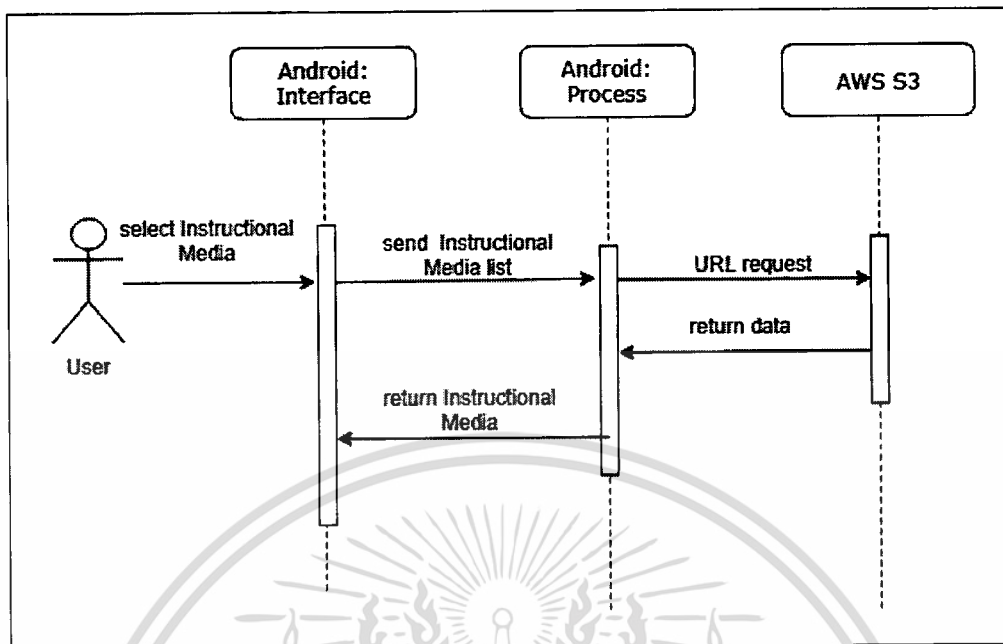 Android:
Interface
Android:
Process
AWS S3
select Instructional
Media
send Instructional
Media list
URL request
return data
User
return Instructional
Media